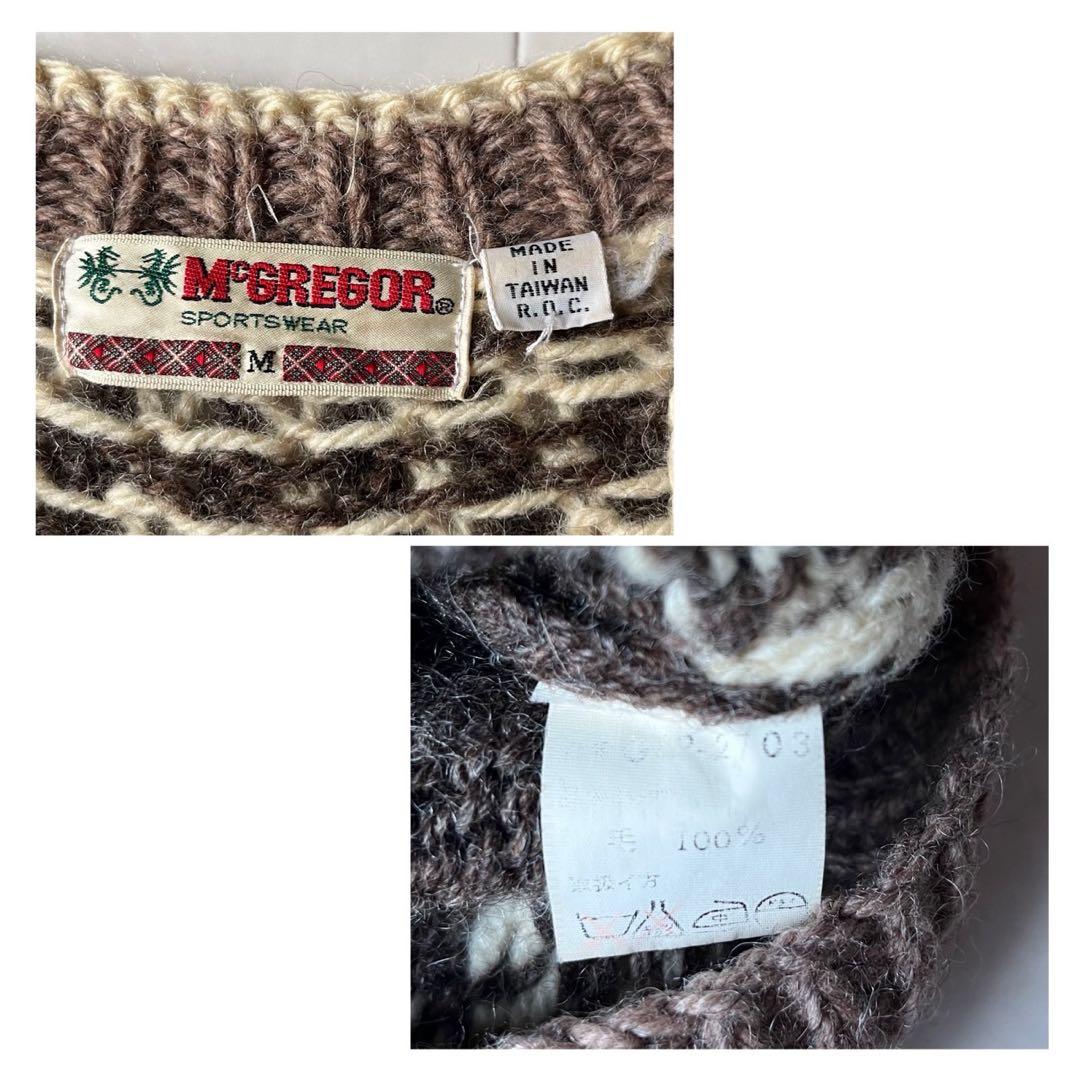 McGREGOR®
SPORTSWEAR
M
MADE
IN
TAIWAN
R.O.C.
毛 100%